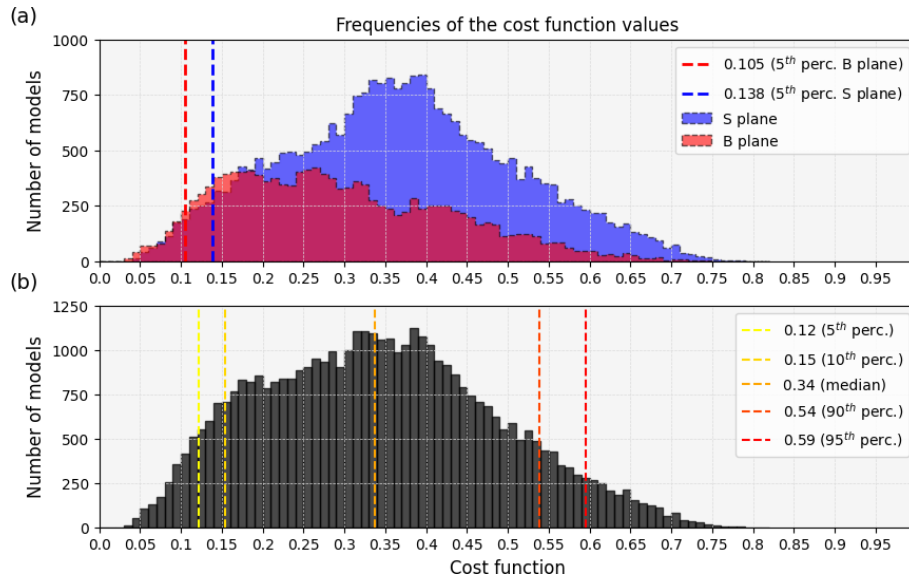 (a)
Frequencies of the cost function values
Number of models
1000
750
500
250
0
0.105 (5th perc. B plane)
0.138 (5th perc. S plane)
S plane
B plane
0.0 0.05 0.1 0.15 0.2 0.25 0.3 0.35 0.4 0.45 0.5 0.55 0.6 0.65 0.7 0.75 0.8 0.85 0.9 0.95
(b)
Number of models
1250
1000
750
500
250
0
0.12 (5th perc.)
0.15 (10th perc.)
0.34 (median)
0.54 (90th perc.)
0.59 (95th perc.)
0.0 0.05 0.1 0.15 0.2 0.25 0.3 0.35 0.4 0.45 0.5 0.55 0.6 0.65 0.7 0.75 0.8 0.85 0.9 0.95
Cost function